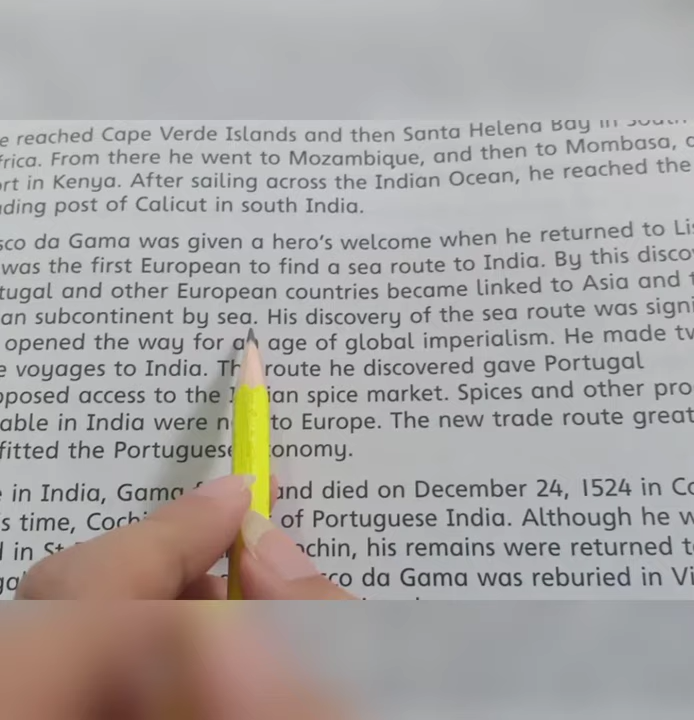 e reached Cape Verde Islands and then Santa Helena Bay in
frica. From there he went to Mozambique, and then to Mombasa,
rt in Kenya. After sailing across the Indian Ocean, he reached the
ding post of Calicut in south India.
sco da Gama was given a hero's welcome when he returned to Lis
was the first European to find a sea route to India. By this disco
tugal and other European countries became linked to Asia and
an subcontinent by sea. His discovery of the sea route was signi
opened the way for an age of global imperialism. He made tw
e voyages to India. The route he discovered gave Portugal
pposed access to the Indian spice market. Spices and other pro
able in India were n to Europe. The new trade route great
fitted the Portuguese economy.
in India, Gama and died on December 24, 1524 in Co
s time, Coch of Portuguese India. Although he w
in St chin, his remains were returned t
co da Gama was reburied in Vi